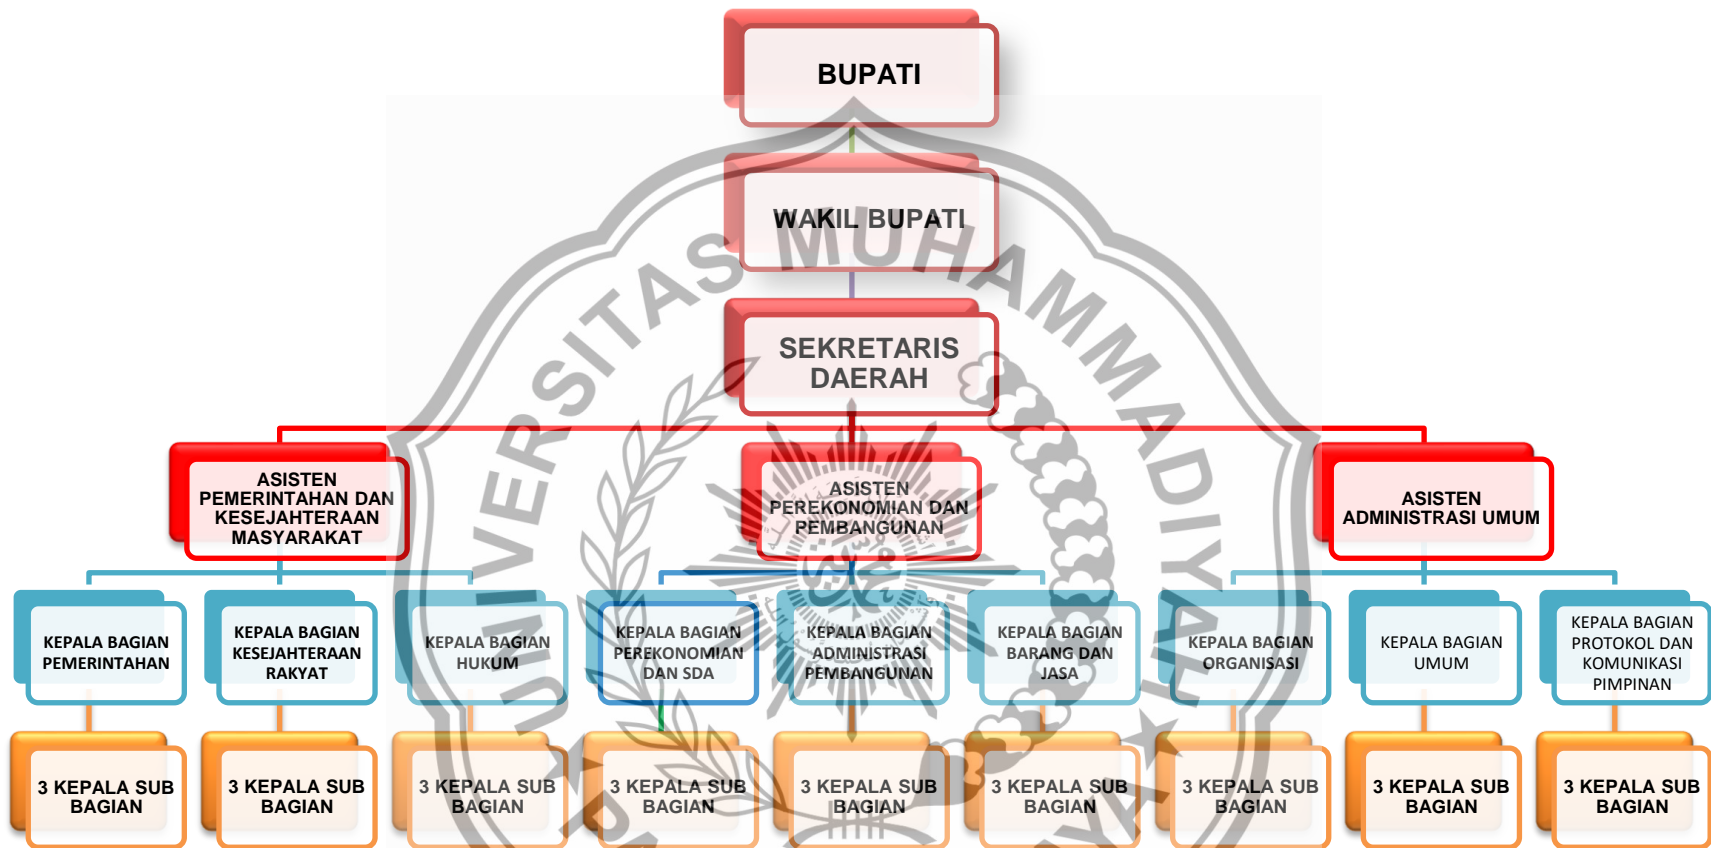 BUPATI
WAKIL BUPATI
SEKRETARIS
DAERAH
ASISTEN
PEMERINTAHAN DAN
KESEJAHTERAAN
MASYARAKAT
ASISTEN
PEREKONOMIAN DAN
PEMBANGUNAN
ASISTEN
ADMINISTRASI UMUM
KEPALA BAGIAN
PEMERINTAHAN
KEPALA BAGIAN
KESEJAHTERAAN
RAKYAT
KEPALA BAGIAN
HUKUM
KEPALA BAGIAN
PEREKONOMIAN
DAN SDA
KEPALA BAGIAN
ADMINISTRASI
PEMBANGUNAN
KEPALA BAGIAN
BARANG DAN
JASA
KEPALA BAGIAN
ORGANISASI
KEPALA BAGIAN
UMUM
KEPALA BAGIAN
PROTOKOL DAN
KOMUNIKASI
PIMPINAN
3 KEPALA SUB
BAGIAN
3 KEPALA SUB
BAGIAN
3 KEPALA SUB
BAGIAN
3 KEPALA SUB
BAGIAN
3 KEPALA SUB
BAGIAN
3 KEPALA SUB
BAGIAN
3 KEPALA SUB
BAGIAN
3 KEPALA SUB
BAGIAN
3 KEPALA SUB
BAGIAN
UNIVERSITAS MUHAMMADIYAH